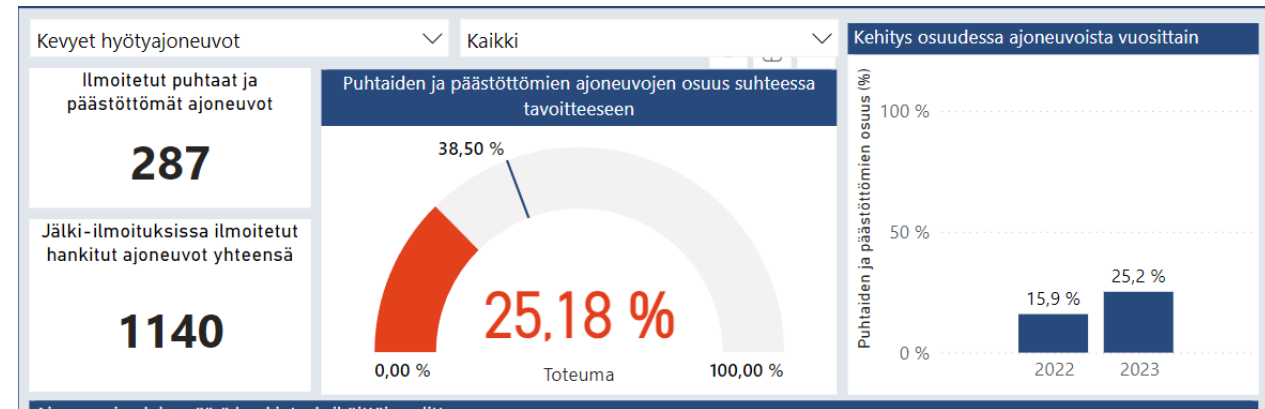 Kevyet hyötyajoneuvot
Kaikki
Ilmoitetut puhtaat ja
päästöttömät ajoneuvot
287
Jälki-ilmoituksissa ilmoitetut
hankitut ajoneuvot yhteensä
1140
Puhtaiden ja päästöttömien ajoneuvojen osuus suhteessa
tavoitteeseen
38,50 %
25,18 %
0,00 %
Toteuma
100,00 %
Kehitys osuudessa ajoneuvoista vuosittain
Puhtaiden ja päästöttömien osuus (%)
100 %
50 %
0 %
15,9 %
25,2 %
2022
2023